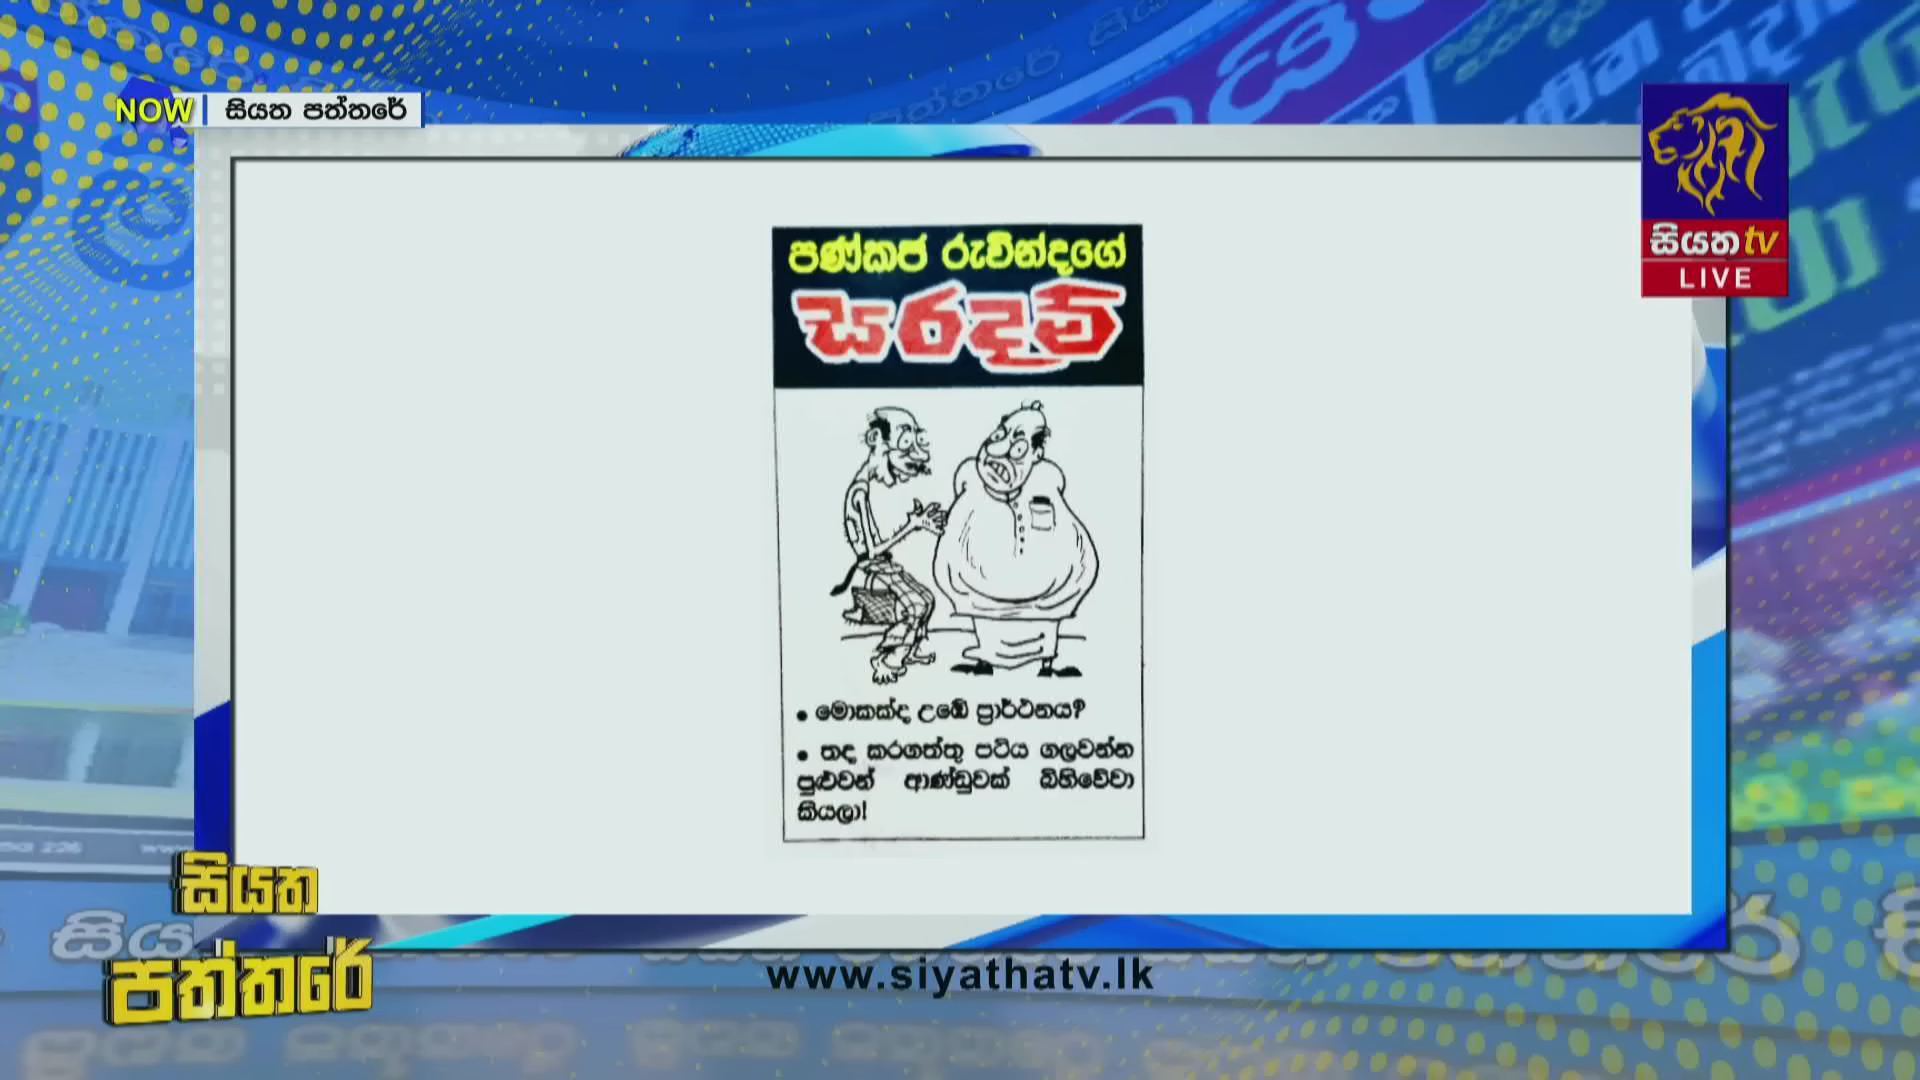 NOW
සියත පත්තරේ
සියත tv
LIVE
පණ්කජ රුවින්දගේ
සරදම්
• මොකක්ද උඹේ ප්‍රාර්ථනය?
• තද කරගත්තු පටිය ගලවන්න
පුළුවන් ආණ්ඩුවක් බිහිවේවා
කියලා!
සියත
පත්තරේ
www.siyathatv.lk